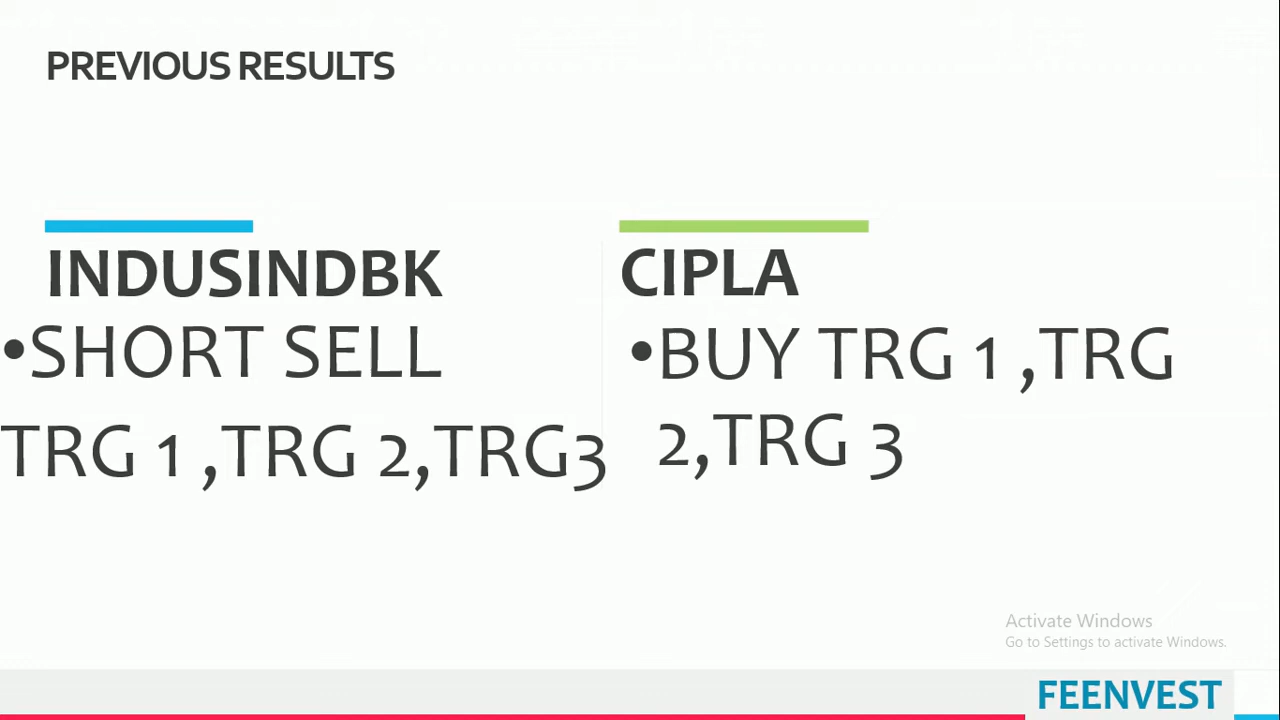 PREVIOUS RESULTS
INDUSINDBK
•SHORT SELL
TRG 1 ,TRG 2,TRG3
CIPLA
•BUY TRG 1 ,TRG
2,TRG 3
Activate Windows
Go to Settings to activate Windows.
FEENVEST